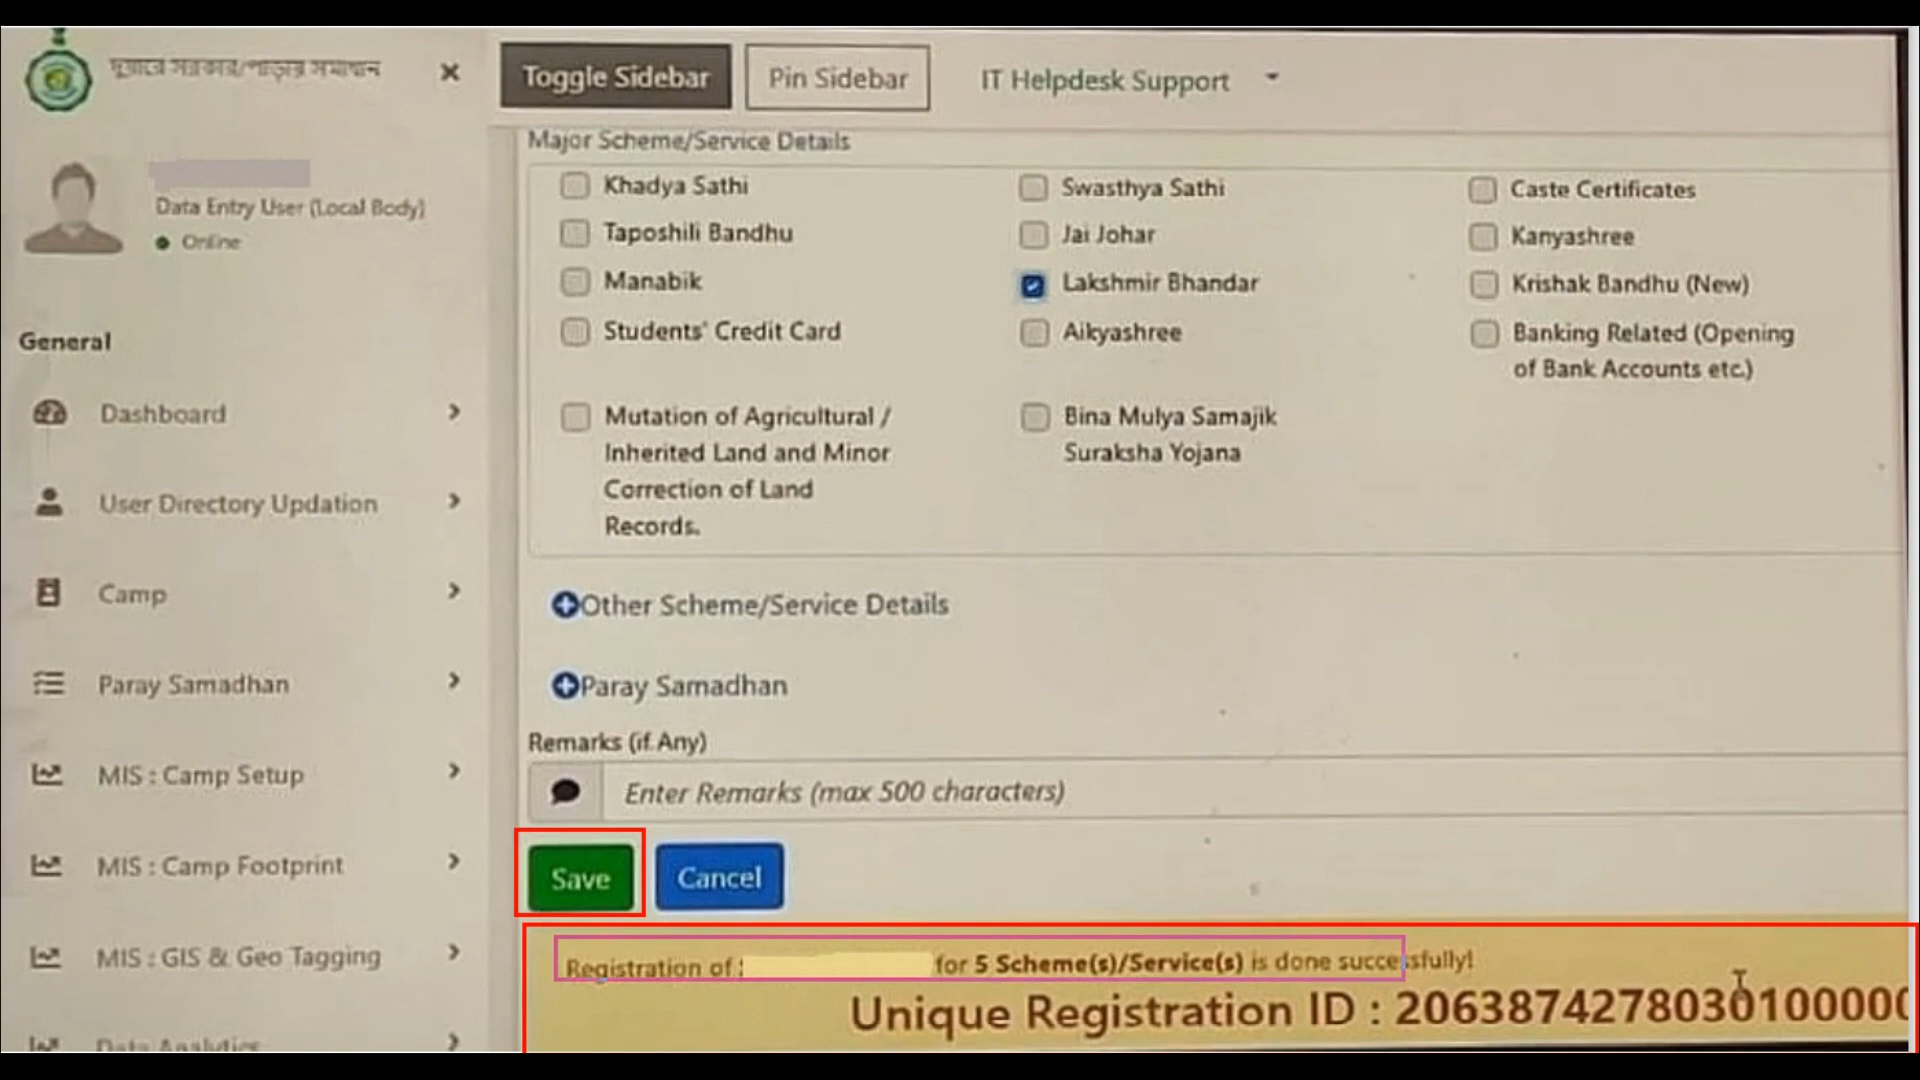 দুয়ারে সরকার/পাড়ায় সমাধান
Toggle Sidebar
Pin Sidebar
IT Helpdesk Support
Data Entry User (Local Body)
Online
General
Dashboard
User Directory Updation
Camp
Paray Samadhan
MIS : Camp Setup
MIS : Camp Footprint
MIS : GIS & Geo Tagging
Data Analytics
Major Scheme/Service Details
Khadya Sathi
Swasthya Sathi
Caste Certificates
Taposhili Bandhu
Jai Johar
Kanyashree
Manabik
Lakshmir Bhandar
Krishak Bandhu (New)
Students' Credit Card
Aikyashree
Banking Related (Opening
of Bank Accounts etc.)
Mutation of Agricultural /
Inherited Land and Minor
Correction of Land
Records.
Bina Mulya Samajik
Suraksha Yojana
Other Scheme/Service Details
Paray Samadhan
Remarks (if Any)
Enter Remarks (max 500 characters)
Save
Cancel
Registration of : for 5 Scheme(s)/Service(s) is done successfully!
Unique Registration ID : 2063874278030100000